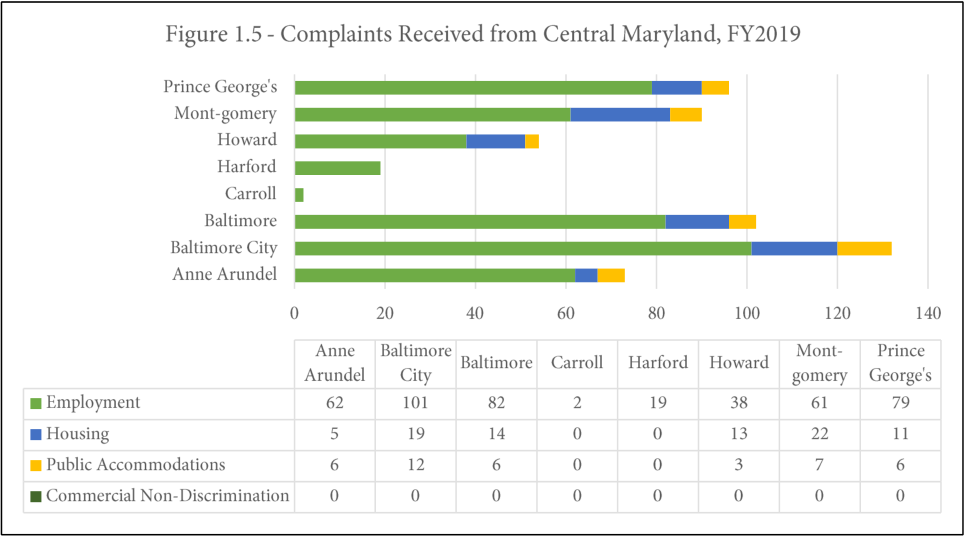 Figure 1.5 - Complaints Received from Central Maryland, FY2019
Prince George's
Mont-gomery
Howard
Harford
Carroll
Baltimore
Baltimore City
Anne Arundel
0 20 40 60 80 100 120 140
Anne Arundel Baltimore City Baltimore Carroll Harford Howard Mont-gomery Prince George's
Employment 62 101 82 2 19 38 61 79
Housing 5 19 14 0 0 13 22 11
Public Accommodations 6 12 6 0 0 3 7 6
Commercial Non-Discrimination 0 0 0 0 0 0 0 0